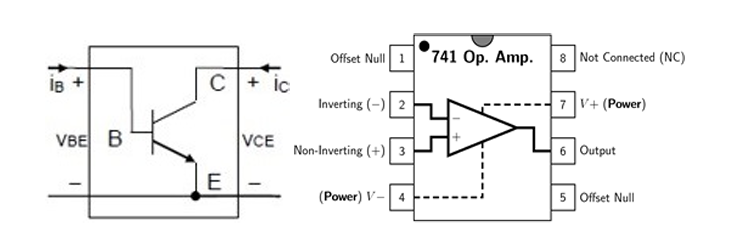 iB +
C
+ iC
VBE
B
VCE
−
E
−
741 Op. Amp.
Offset Null 1
8 Not Connected (NC)
Inverting (−) 2
7 V+ (Power)
−
+
Non-Inverting (+) 3
6 Output
(Power) V− 4
5 Offset Null